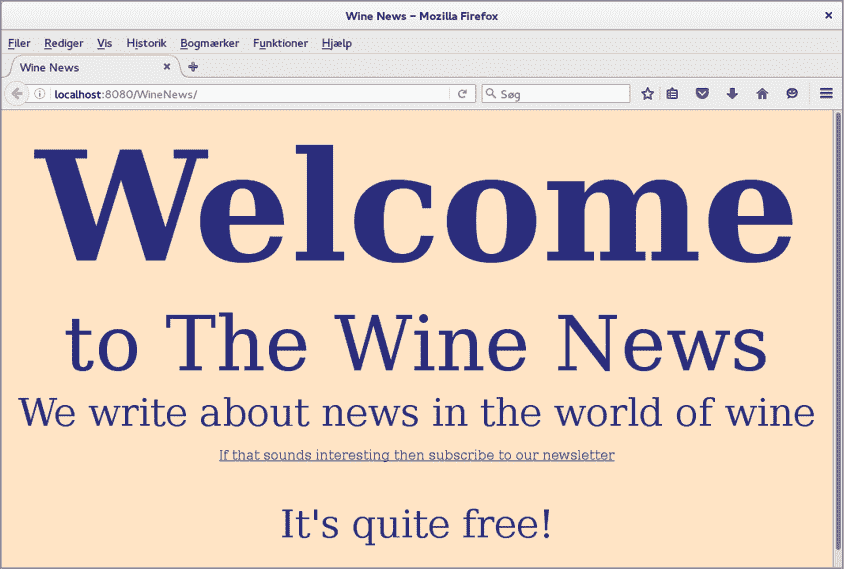 Wine News – Mozilla Firefox
Filer Rediger Vis Historik Bogmærker Funktioner Hjælp
Wine News
localhost:8080/WineNews/
Søg
Welcome
to The Wine News
We write about news in the world of wine
If that sounds interesting then subscribe to our newsletter
It's quite free!